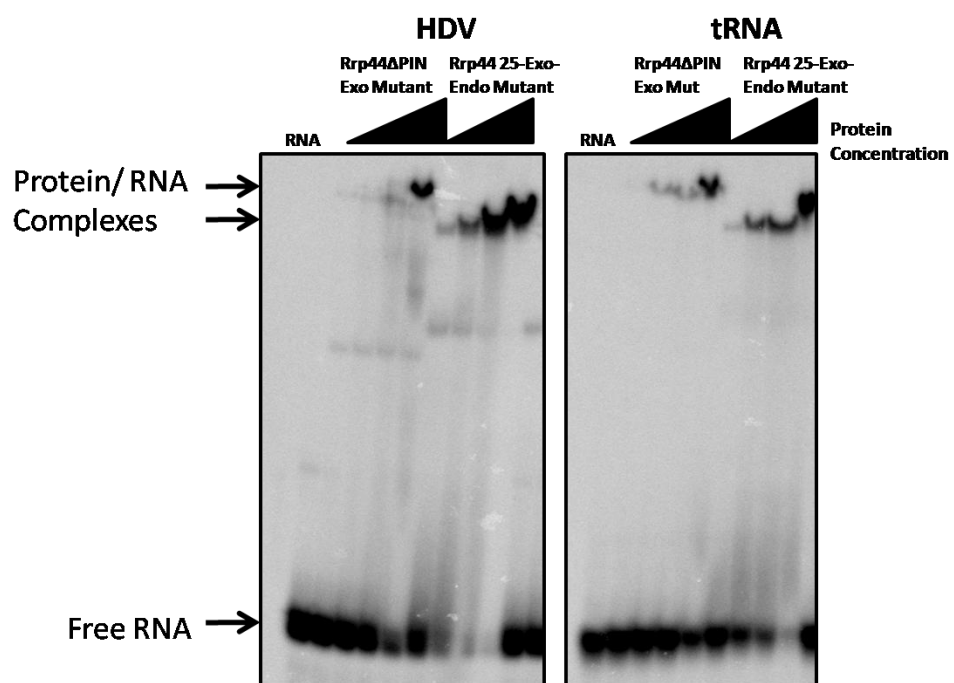 HDV
tRNA
Rrp44ΔPIN
Exo Mutant
Rrp44 25-Exo-
Endo Mutant
Rrp44ΔPIN
Exo Mut
Rrp44 25-Exo-
Endo Mutant
RNA
RNA
Protein
Concentration
Protein/ RNA
Complexes
Free RNA